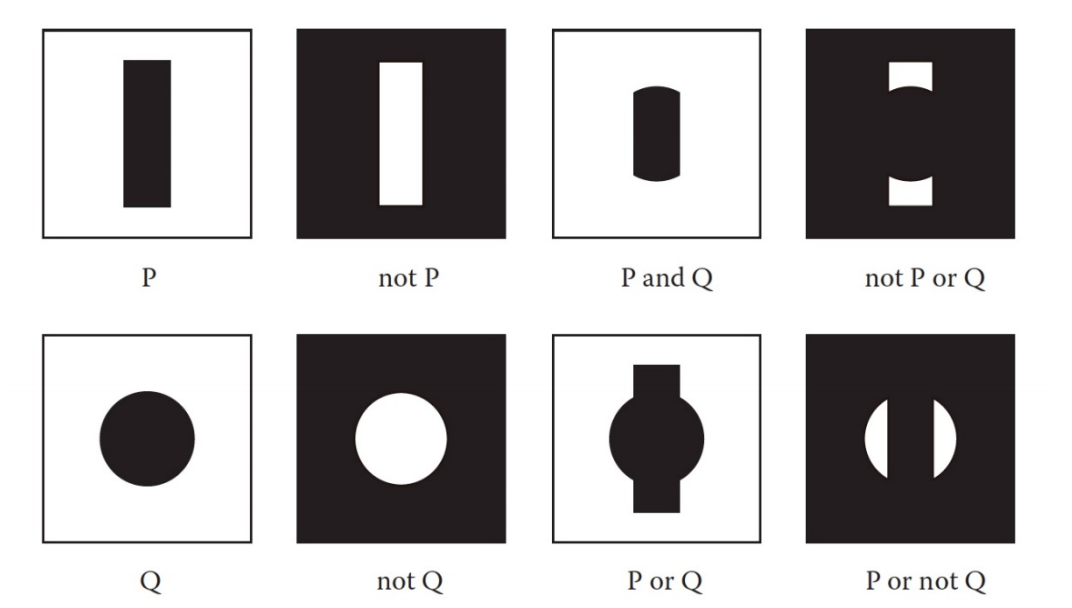 P
not P
P and Q
not P or Q
Q
not Q
P or Q
P or not Q